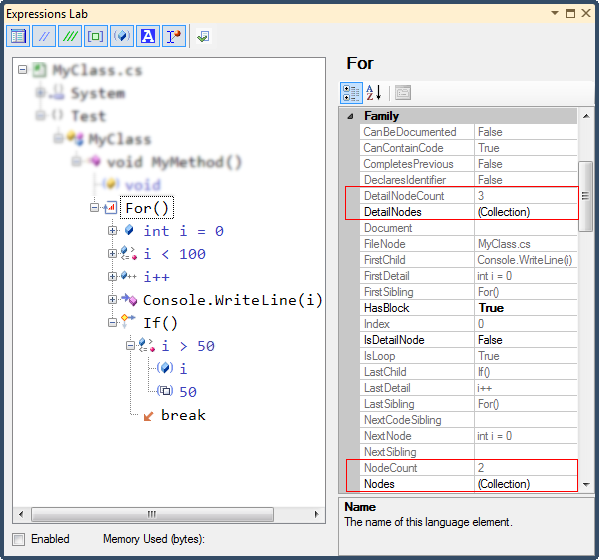 Expressions Lab
MyClass.cs
System
Test
MyClass
void MyMethod()
void
For()
int i = 0
i < 100
i++
Console.WriteLine(i)
If()
i > 50
i
50
break
Enabled
Memory Used (bytes):
For
Family
CanBeDocumented False
CanContainCode True
CompletesPrevious False
DeclaresIdentifier False
DetailNodeCount 3
DetailNodes (Collection)
Document
FileNode MyClass.cs
FirstChild Console.WriteLine(i)
FirstDetail int i = 0
FirstSibling For()
HasBlock True
Index 0
IsDetailNode False
IsLoop True
LastChild If()
LastDetail i++
LastSibling For()
NextCodeSibling
NextNode int i = 0
NextSibling
NodeCount 2
Nodes (Collection)
Name
The name of this language element.